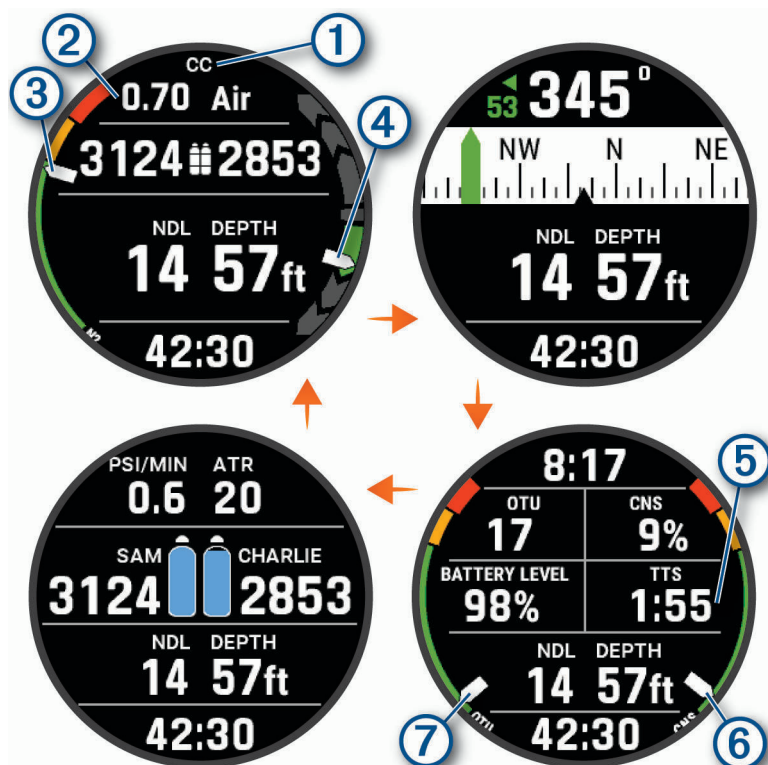 1
CC
2
0.70 Air
3
3124 2853
4
NDL DEPTH
14 57ft
N2
42:30
53 345°
NW N NE
NDL DEPTH
14 57ft
42:30
8:17
5
OTU CNS
17 9%
BATTERY LEVEL TTS
98% 1:55
NDL DEPTH
14 57ft
OTU CNS
7 42:30 6
PSI/MIN ATR
0.6 20
SAM CHARLIE
3124 2853
NDL DEPTH
14 57ft
42:30